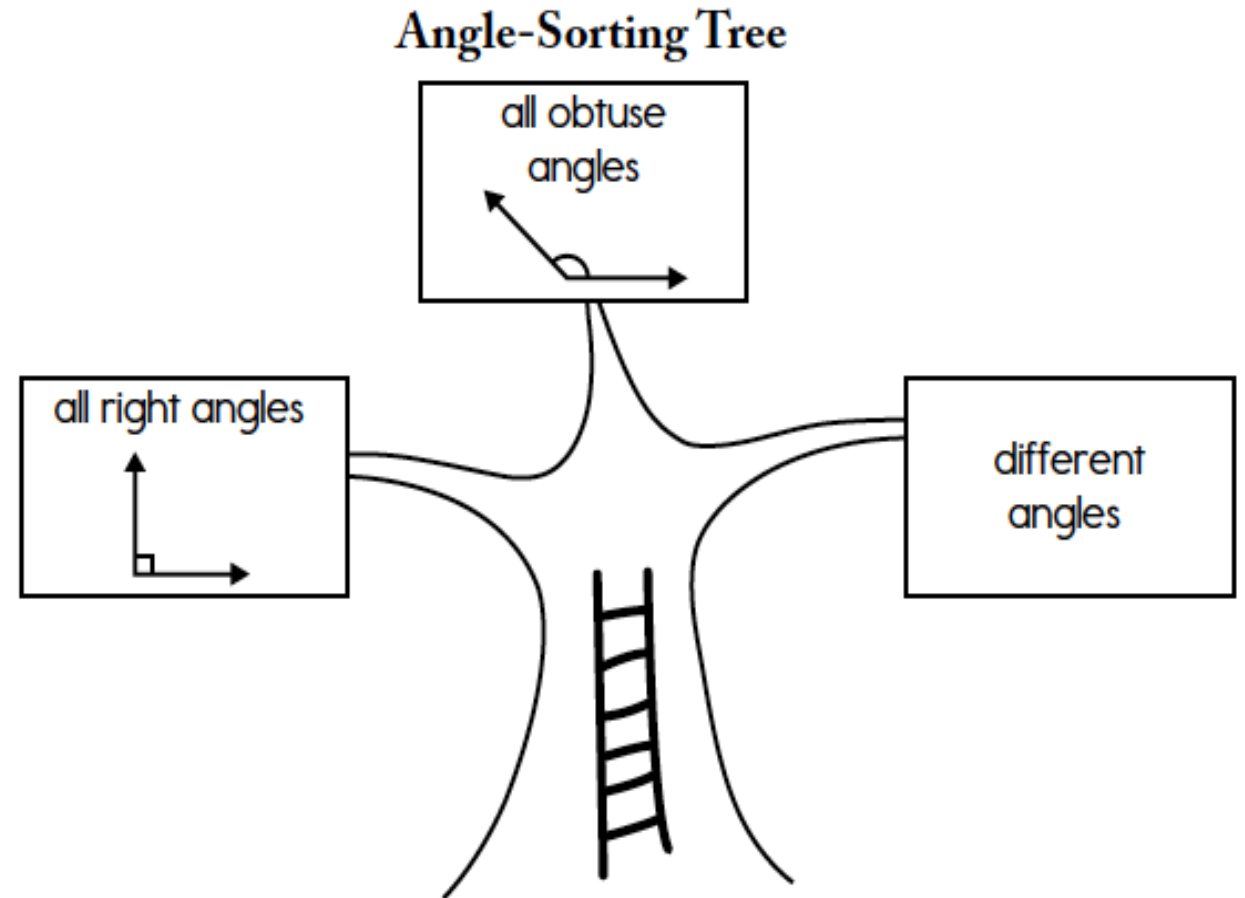 Angle-Sorting Tree
all obtuse
angles
all right angles
different
angles